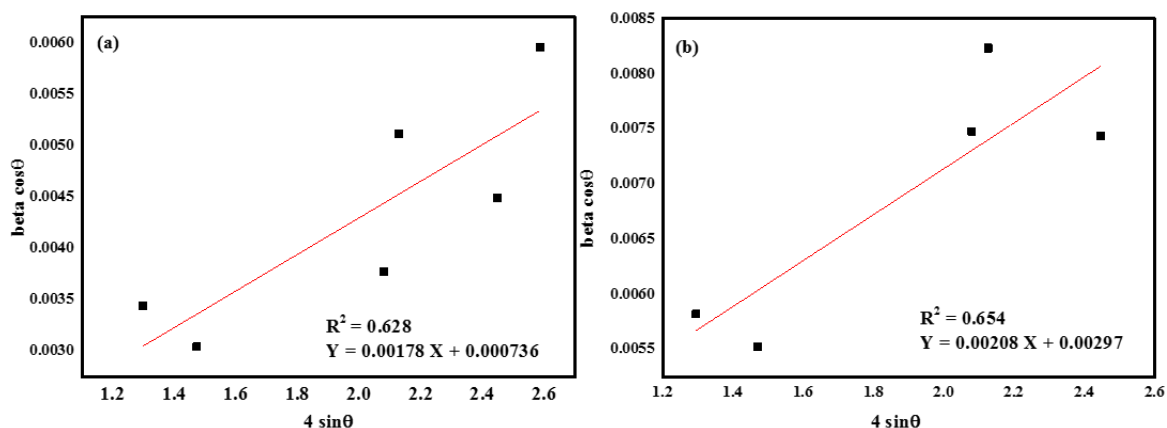 (a)
0.0060
0.0055
0.0050
0.0045
0.0040
0.0035
0.0030
beta cosθ
R² = 0.628
Y = 0.00178 X + 0.000736
1.2 1.4 1.6 1.8 2.0 2.2 2.4 2.6
4 sinθ
(b)
0.0085
0.0080
0.0075
0.0070
0.0065
0.0060
0.0055
beta cosθ
R² = 0.654
Y = 0.00208 X + 0.00297
1.2 1.4 1.6 1.8 2.0 2.2 2.4 2.6
4 sinθ